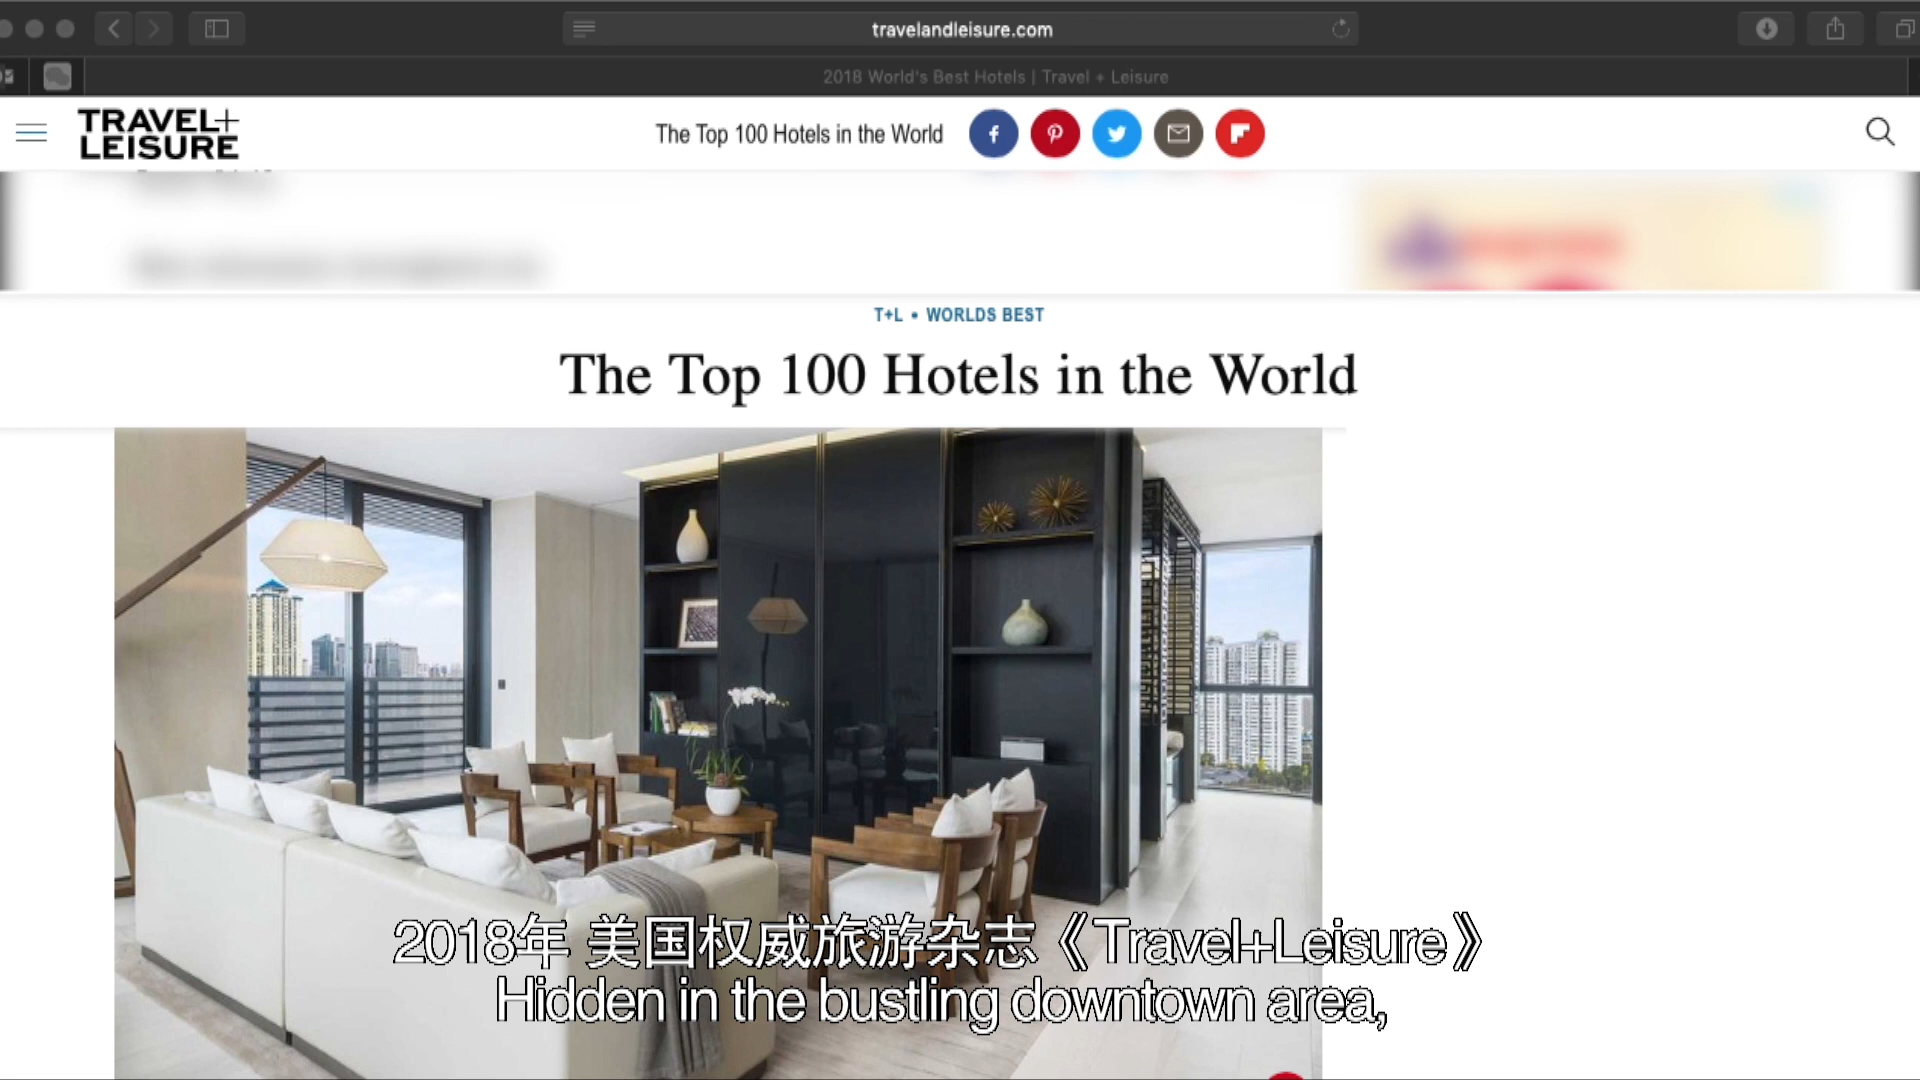 travelandleisure.com
2018 World's Best Hotels | Travel + Leisure
TRAVEL+
LEISURE
The Top 100 Hotels in the World
T+L • WORLDS BEST
The Top 100 Hotels in the World
2018年 美国权威旅游杂志《Travel+Leisure》
Hidden in the bustling downtown area,